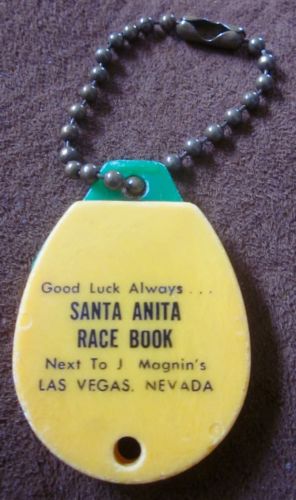 Good Luck Always...
SANTA ANITA
RACE BOOK
Next To J Magnin's
LAS VEGAS, NEVADA